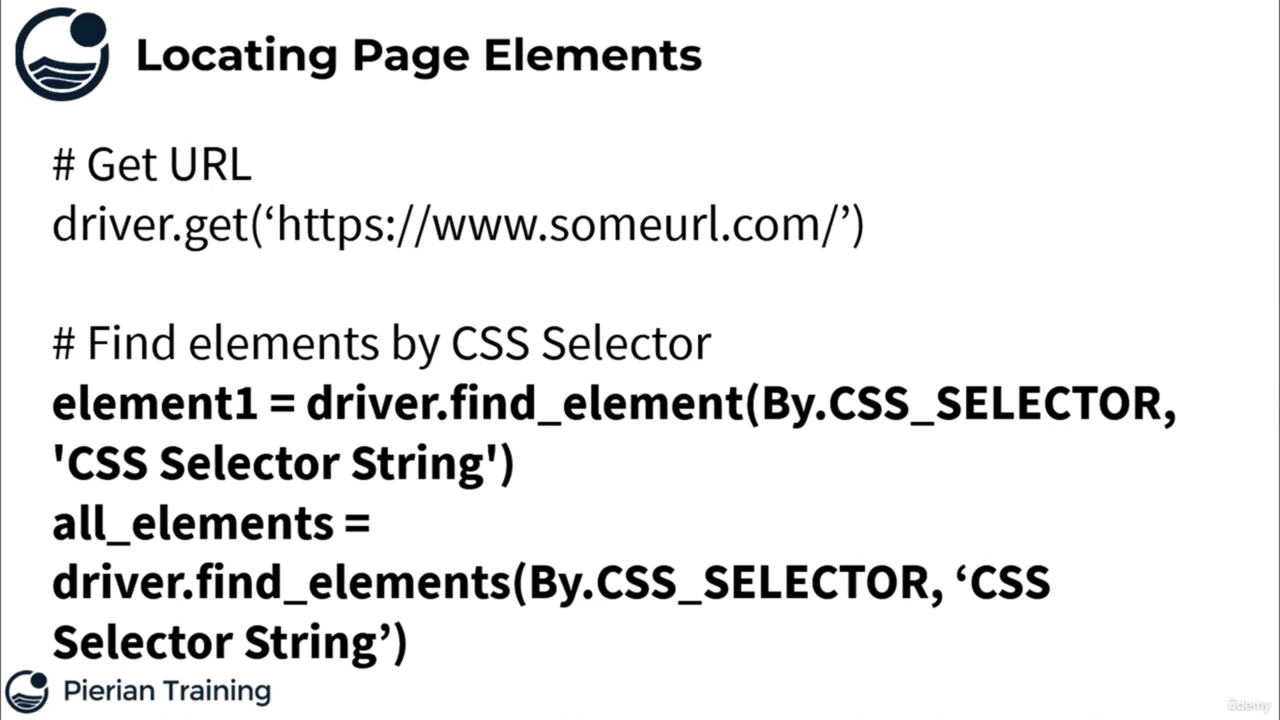 Locating Page Elements
# Get URL
driver.get(‘https://www.someurl.com/’)
# Find elements by CSS Selector
element1 = driver.find_element(By.CSS_SELECTOR,
'CSS Selector String')
all_elements =
driver.find_elements(By.CSS_SELECTOR, ‘CSS
Selector String’)
Pierian Training
ûdemy